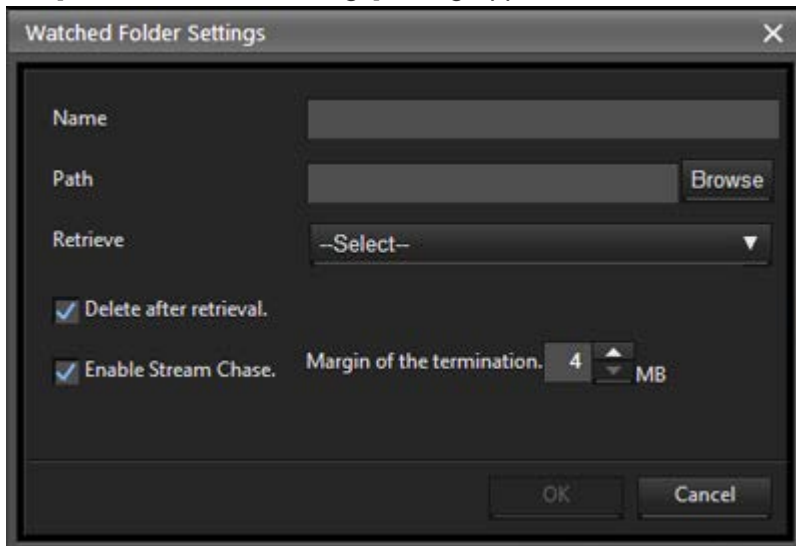 Watched Folder Settings
Name
Path
Browse
Retrieve
--Select--
Delete after retrieval.
Enable Stream Chase.
Margin of the termination. 4 MB
OK
Cancel